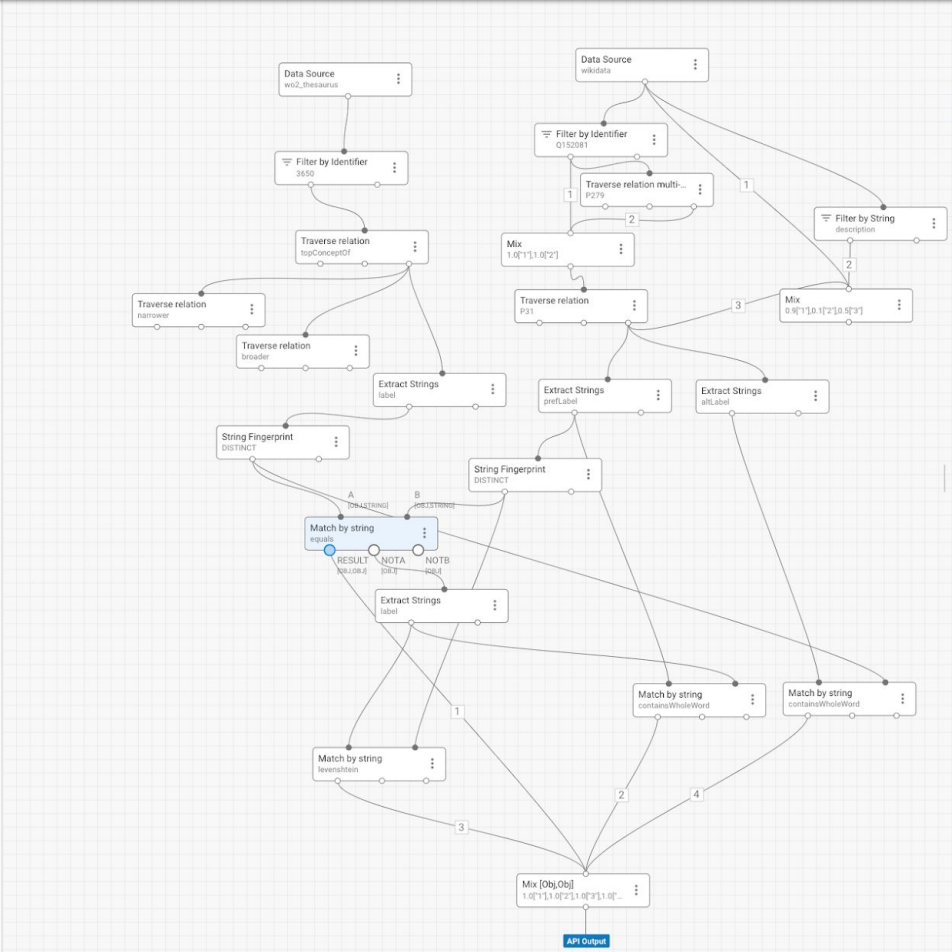 Data Source
wikidata
Data Source
wo2_thesaurus
Filter by Identifier
Q152081
Filter by Identifier
3650
Traverse relation multi-...
P279
1
1
2
Filter by String
description
Traverse relation
topConceptOf
Mix
1.0["1"],1.0["2"]
2
Traverse relation
narrower
Traverse relation
P31
3
Mix
0.9["1"],0.1["2"],0.5["3"]
Traverse relation
broader
Extract Strings
label
Extract Strings
prefLabel
Extract Strings
altLabel
String Fingerprint
DISTINCT
String Fingerprint
DISTINCT
A
[OBJ,STRING]
B
[OBJ,STRING]
Match by string
equals
RESULT
[OBJ,OBJ]
NOTA
[OBJ]
NOTB
[OBJ]
Extract Strings
label
Match by string
containsWholeWord
Match by string
containsWholeWord
1
Match by string
levenshtein
2
4
3
Mix [Obj,Obj]
1.0["1"],1.0["2"],1.0["3"],1.0["...
API Output